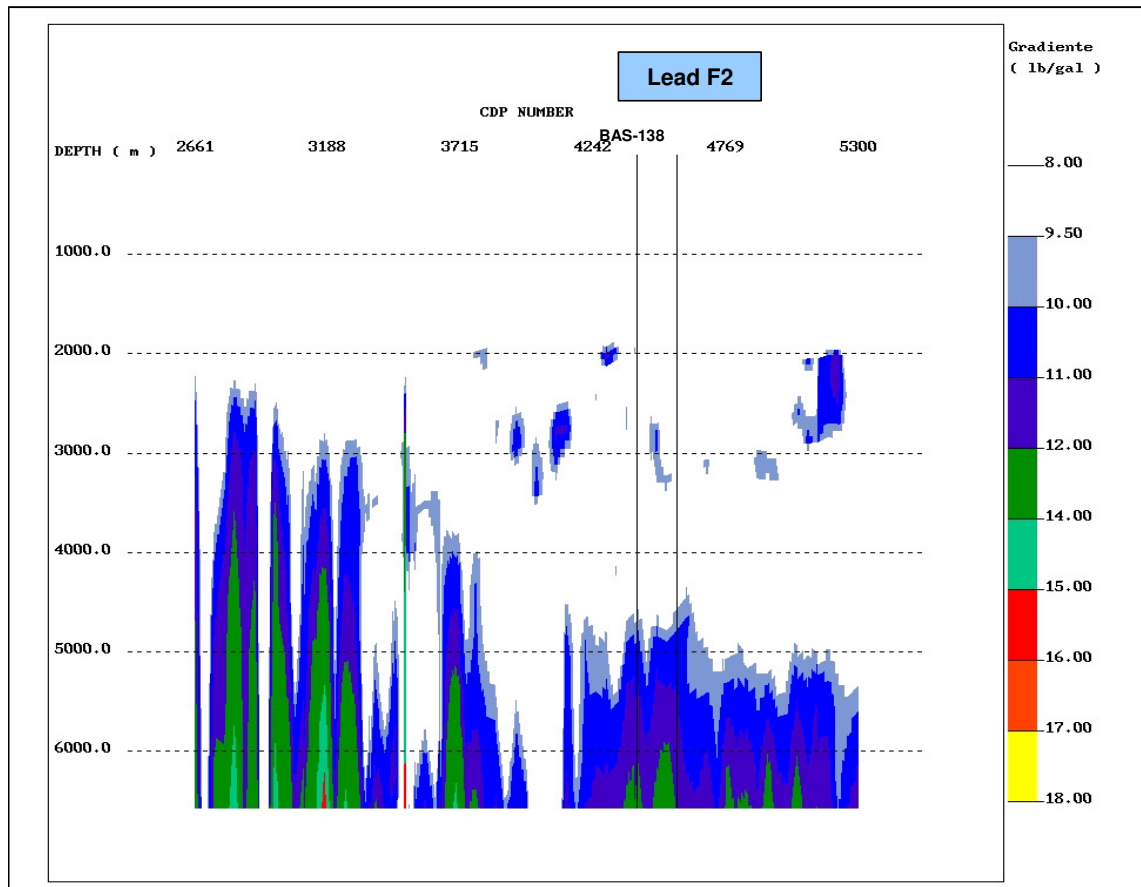 Lead F2
Gradiente
( lb/gal )
CDP NUMBER
BAS-138
DEPTH ( m ) 2661 3188 3715 4242 4769 5300
8.00
9.50
10.00
11.00
12.00
14.00
15.00
16.00
17.00
18.00
1000.0
2000.0
3000.0
4000.0
5000.0
6000.0